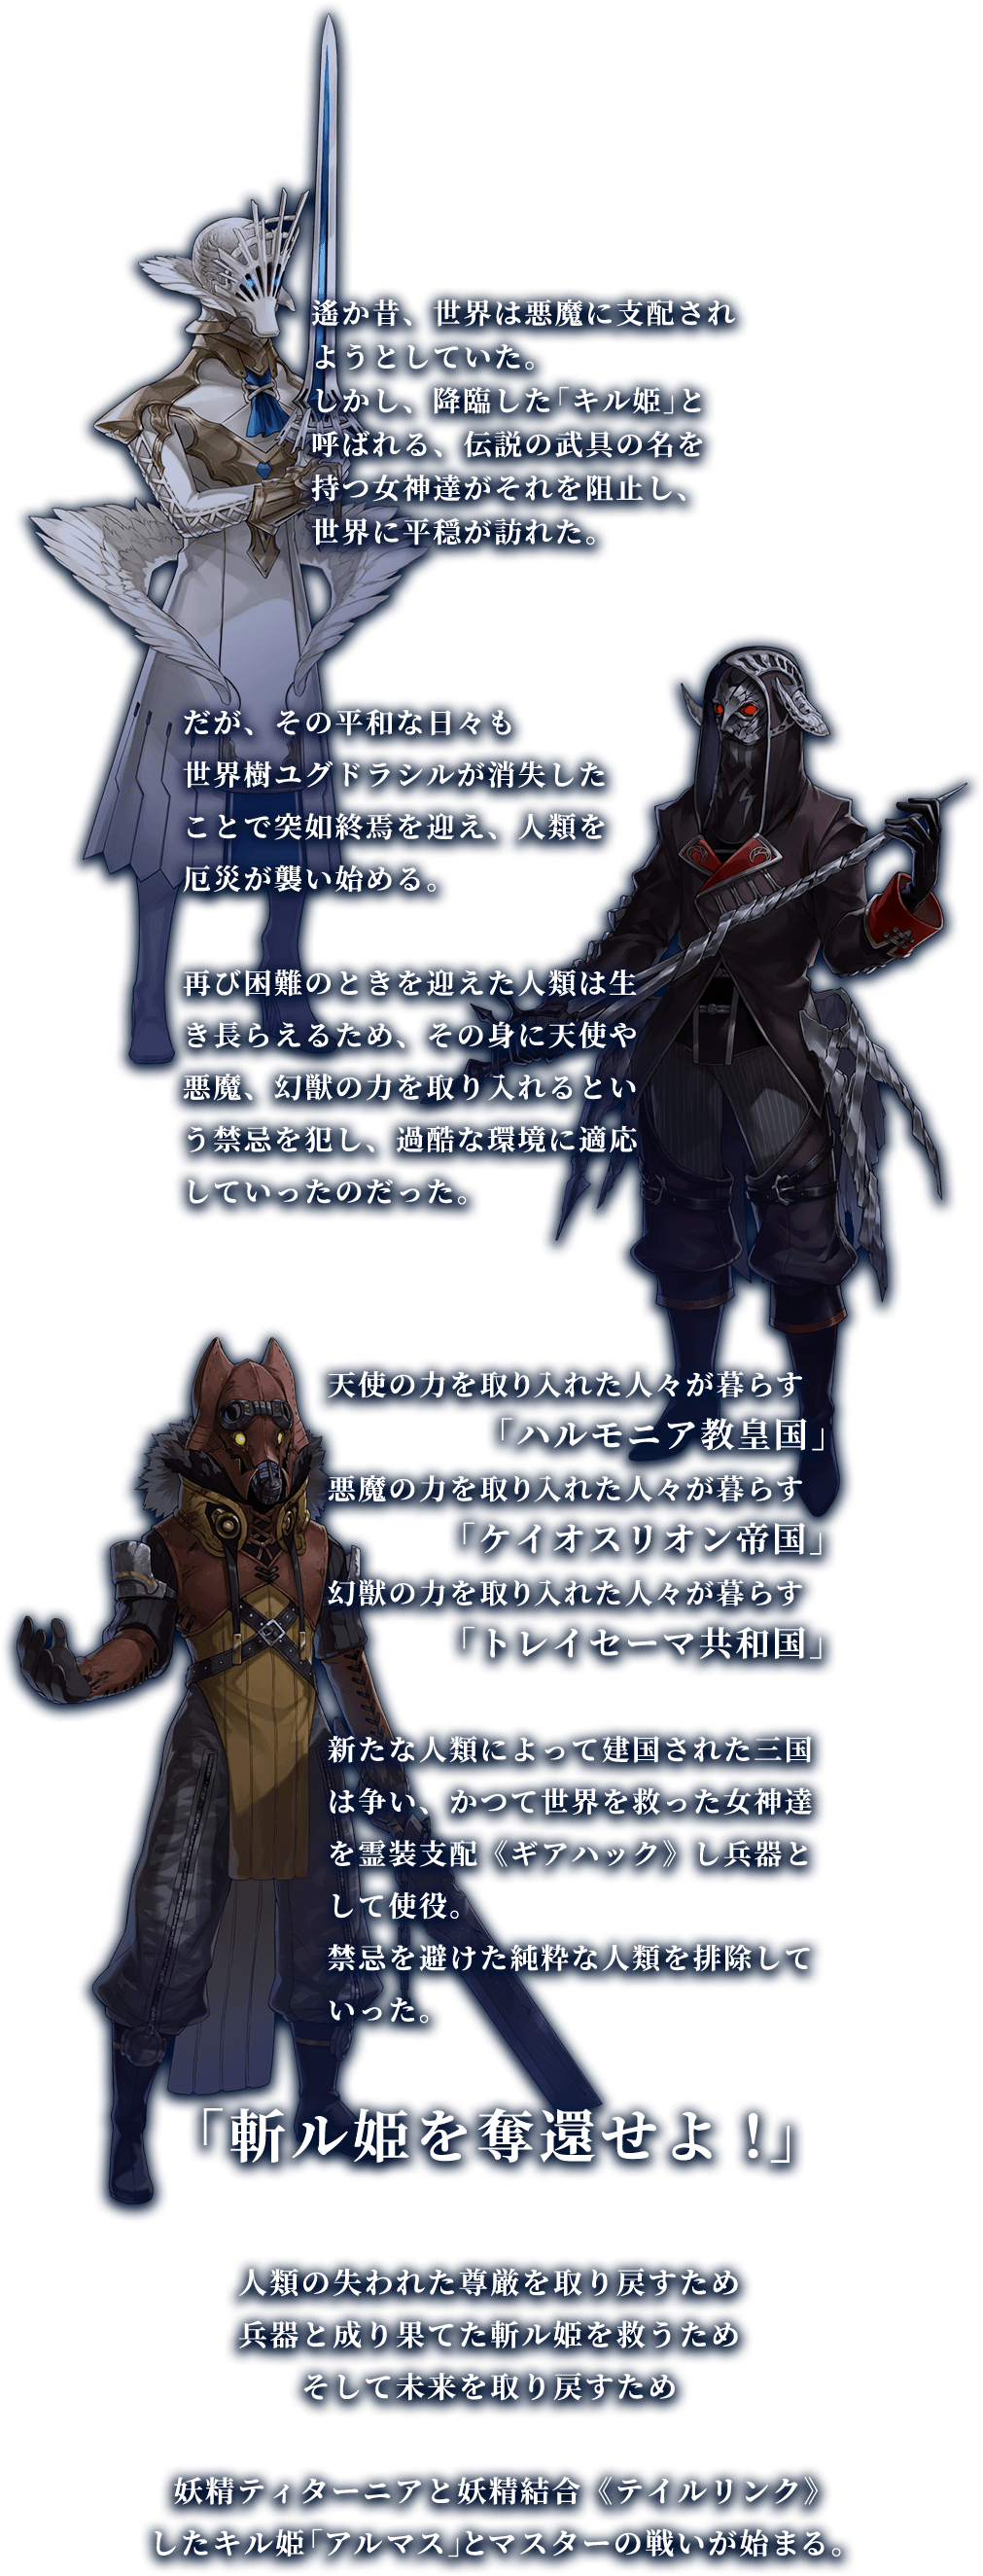 遙か昔、世界は悪魔に支配され
ようとしていた。
しかし、降臨した「キル姫」と
呼ばれる、伝説の武具の名を
持つ女神達がそれを阻止し、
世界に平穏が訪れた。
だが、その平和な日々も
世界樹ユグドラシルが消失した
ことで突如終焉を迎え、人類を
厄災が襲い始める。
再び困難のときを迎えた人類は生
き長らえるため、その身に天使や
悪魔、幻獣の力を取り入れるとい
う禁忌を犯し、過酷な環境に適応
していったのだった。
天使の力を取り入れた人々が暮らす
「ハルモニア教皇国」
悪魔の力を取り入れた人々が暮らす
「ケイオスリオン帝国」
幻獣の力を取り入れた人々が暮らす
「トレイセーマ共和国」
新たな人類によって建国された三国
は争い、かつて世界を救った女神達
を霊装支配《ギアハック》し兵器と
して使役。
禁忌を避けた純粋な人類を排除して
いった。
「斬ル姫を奪還せよ！」
人類の失われた尊厳を取り戻すため
兵器と成り果てた斬ル姫を救うため
そして未来を取り戻すため
妖精ティターニアと妖精結合《テイルリンク》
したキル姫「アルマス」とマスターの戦いが始まる。